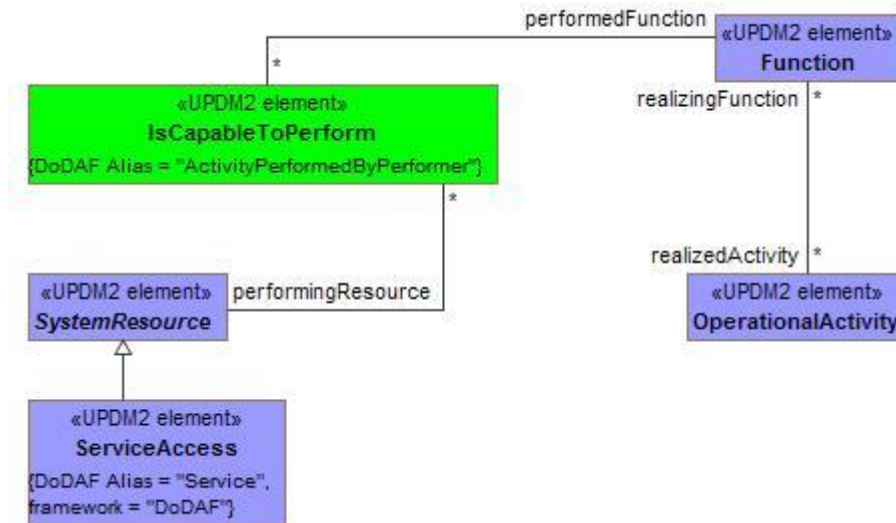 performedFunction
«UPDM2 element»
Function
*
«UPDM2 element»
IsCapableToPerform
{DoDAF Alias = "ActivityPerformedByPerformer"}
realizingFunction
*
*
realizedActivity
*
«UPDM2 element»
SystemResource
performingResource
«UPDM2 element»
OperationalActivity
«UPDM2 element»
ServiceAccess
{DoDAF Alias = "Service",
framework = "DoDAF"}